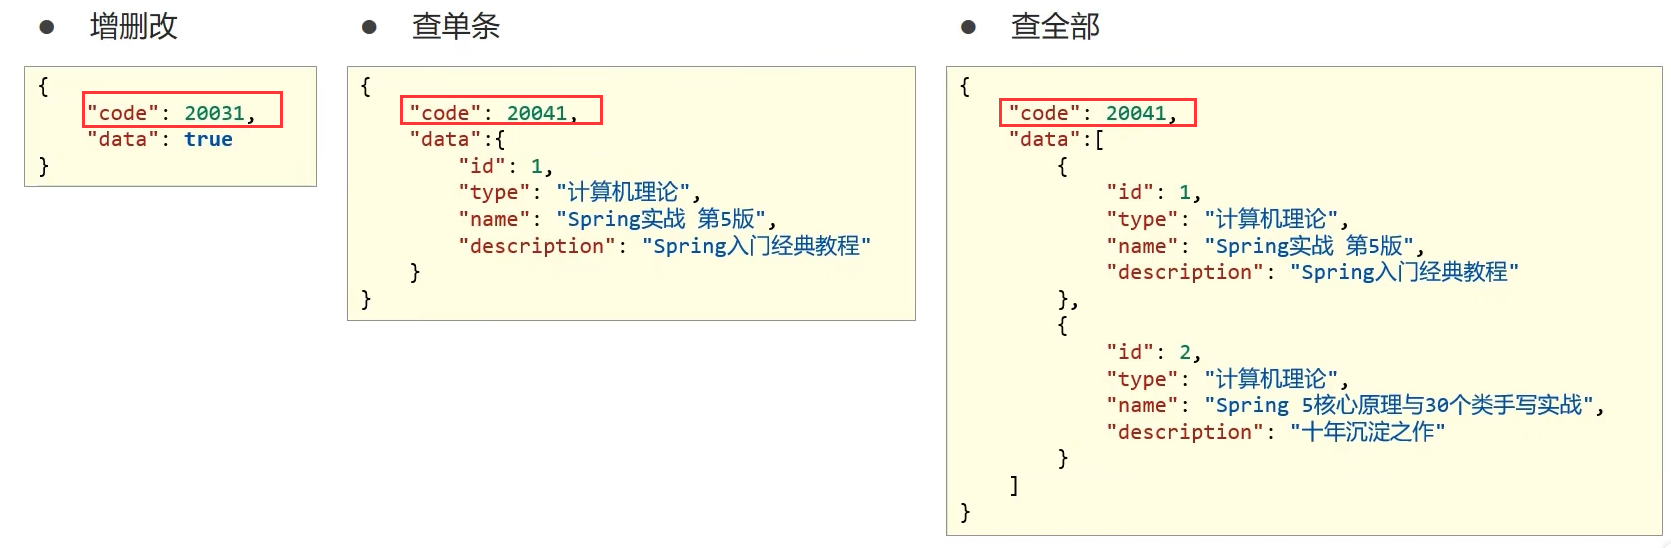 ● 增删改
{
    "code": 20031,
    "data": true
}
● 查单条
{
    "code": 20041,
    "data":{
        "id": 1,
        "type": "计算机理论",
        "name": "Spring实战 第5版",
        "description": "Spring入门经典教程"
    }
}
● 查全部
{
    "code": 20041,
    "data":[
        {
            "id": 1,
            "type": "计算机理论",
            "name": "Spring实战 第5版",
            "description": "Spring入门经典教程"
        },
        {
            "id": 2,
            "type": "计算机理论",
            "name": "Spring 5核心原理与30个类手写实战",
            "description": "十年沉淀之作"
        }
    ]
}